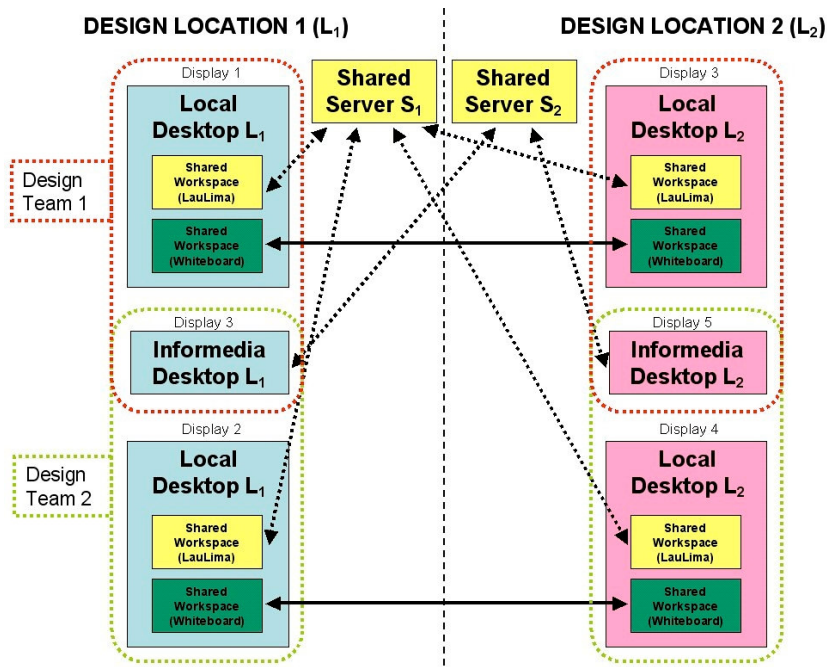 DESIGN LOCATION 1 (L₁)
DESIGN LOCATION 2 (L₂)
Display 1
Local
Desktop L₁
Shared
Workspace
(LauLima)
Shared
Workspace
(Whiteboard)
Shared
Server S₁
Shared
Server S₂
Display 3
Local
Desktop L₂
Shared
Workspace
(LauLima)
Shared
Workspace
(Whiteboard)
Design
Team 1
Display 3
Informedia
Desktop L₁
Display 5
Informedia
Desktop L₂
Design
Team 2
Display 2
Local
Desktop L₁
Shared
Workspace
(LauLima)
Shared
Workspace
(Whiteboard)
Display 4
Local
Desktop L₂
Shared
Workspace
(LauLima)
Shared
Workspace
(Whiteboard)